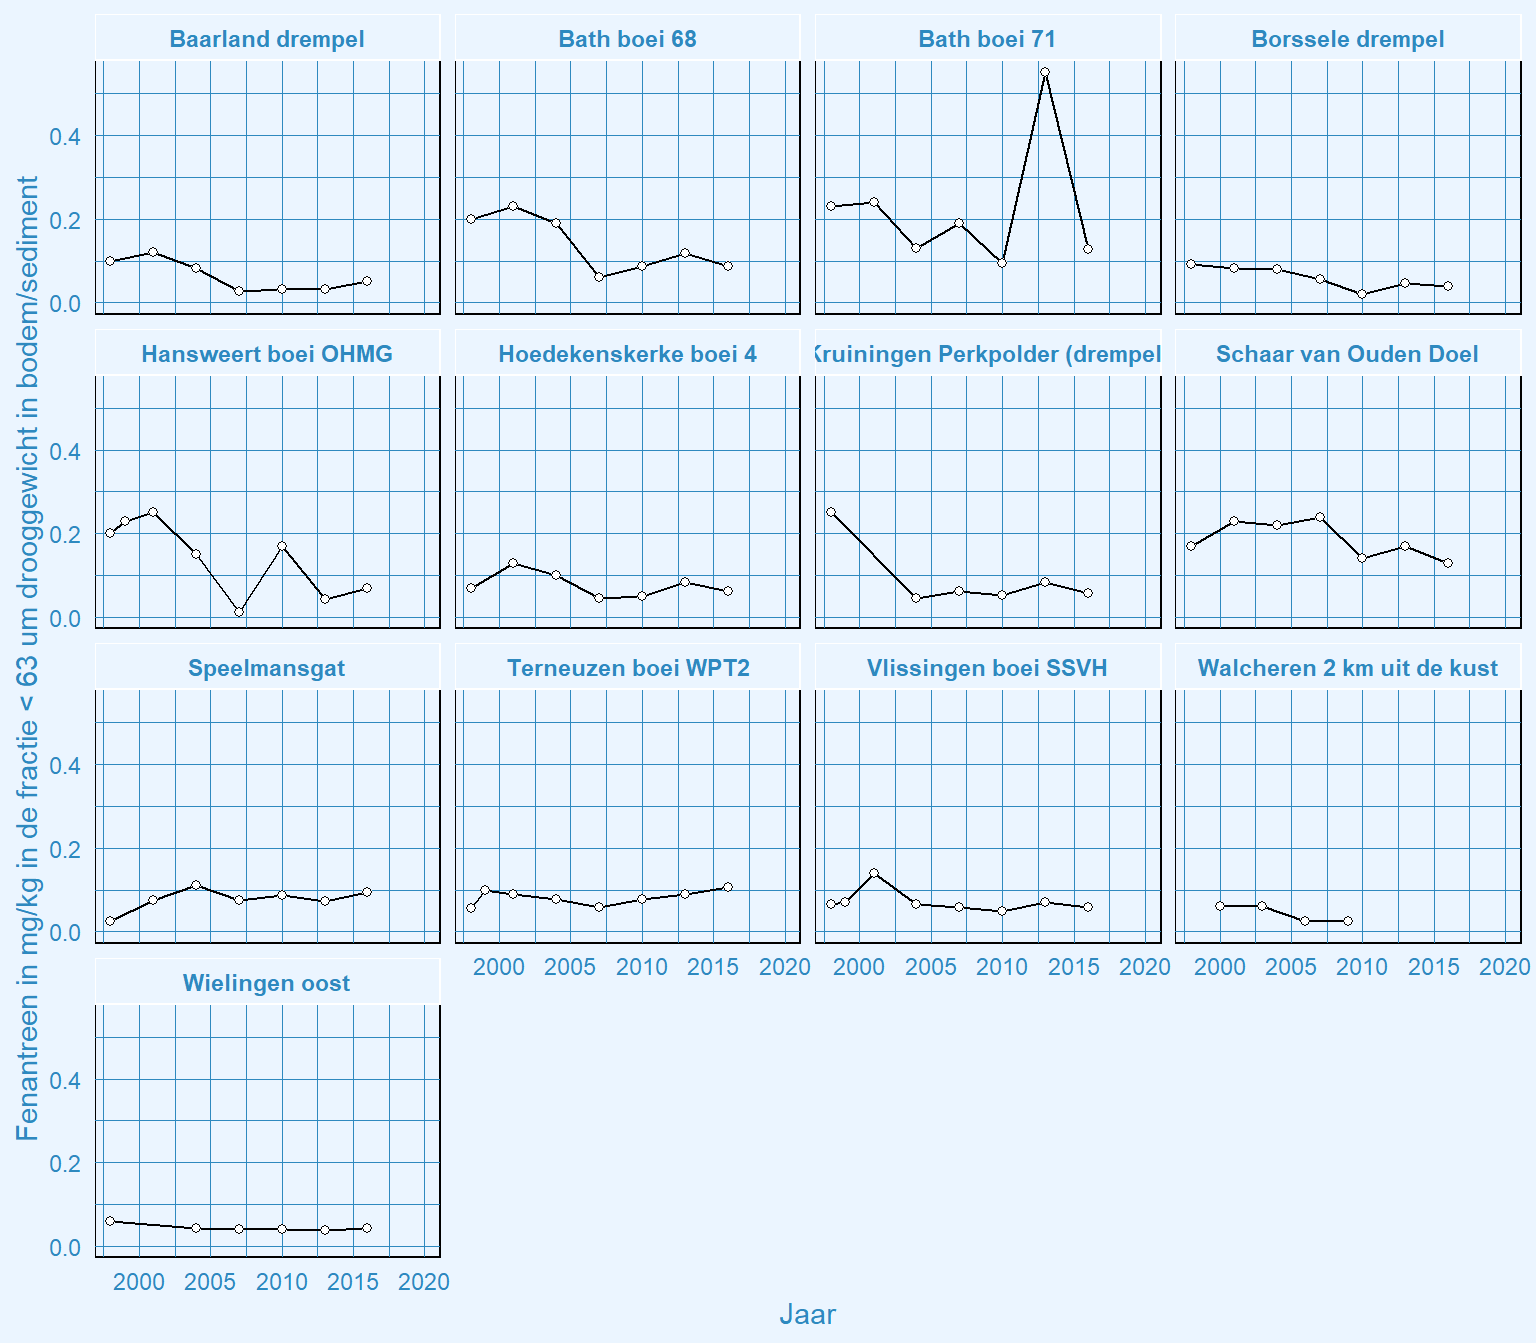 Baarland drempel
Bath boei 68
Bath boei 71
Borssele drempel
0.4
0.2
0.0
Hansweert boei OHMG
Hoedekenskerke boei 4
Kruiningen Perkpolder (drempel
Schaar van Ouden Doel
0.4
0.2
0.0
Speelmansgat
Terneuzen boei WPT2
Vlissingen boei SSVH
Walcheren 2 km uit de kust
0.4
0.2
0.0
2000 2005 2010 2015 2020
2000 2005 2010 2015 2020
2000 2005 2010 2015 2020
Wielingen oost
0.4
0.2
0.0
2000 2005 2010 2015 2020
Jaar
Fenantreen in mg/kg in de fractie < 63 um drooggewicht in bodem/sediment